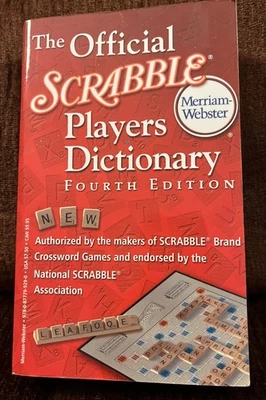 The Official
SCRABBLE®
Merriam-
Webster®
Players
Dictionary
FOURTH EDITION
NEW
Authorized by the makers of SCRABBLE® Brand
Crossword Games and endorsed by the
National SCRABBLE®
Association